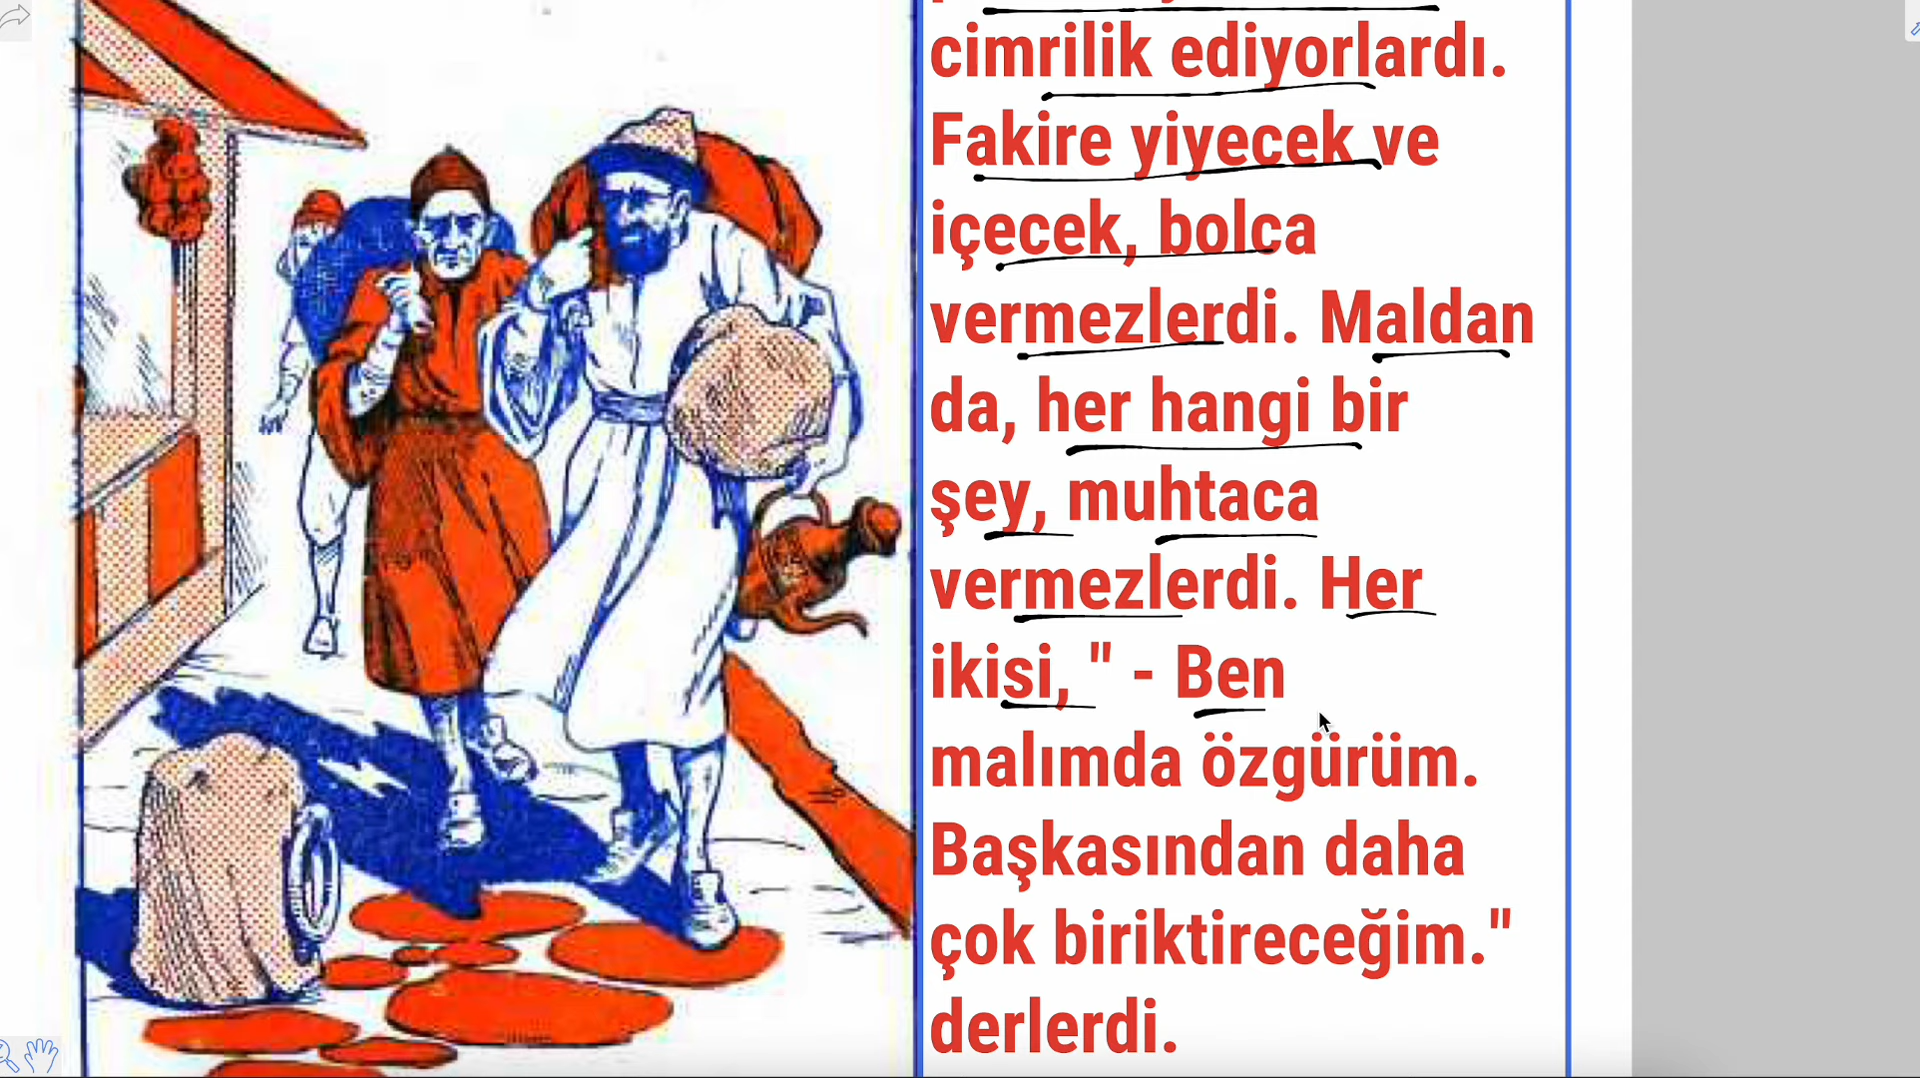 cimrilik ediyorlardı.
Fakire yiyecek ve
içecek, bolca
vermezlerdi. Maldan
da, her hangi bir
şey, muhtaca
vermezlerdi. Her
ikisi, " - Ben
malımda özgürüm.
Başkasından daha
çok biriktireceğim."
derlerdi.